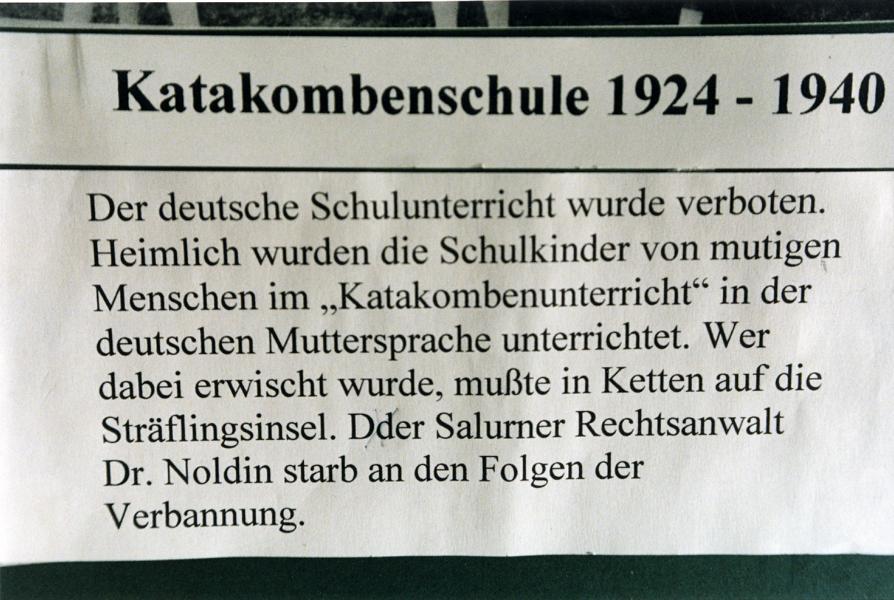 Katakombenschule 1924 - 1940
Der deutsche Schulunterricht wurde verboten.
Heimlich wurden die Schulkinder von mutigen
Menschen im „Katakombenunterricht“ in der
deutschen Muttersprache unterrichtet. Wer
dabei erwischt wurde, mußte in Ketten auf die
Sträflingsinsel. Dder Salurner Rechtsanwalt
Dr. Noldin starb an den Folgen der
Verbannung.